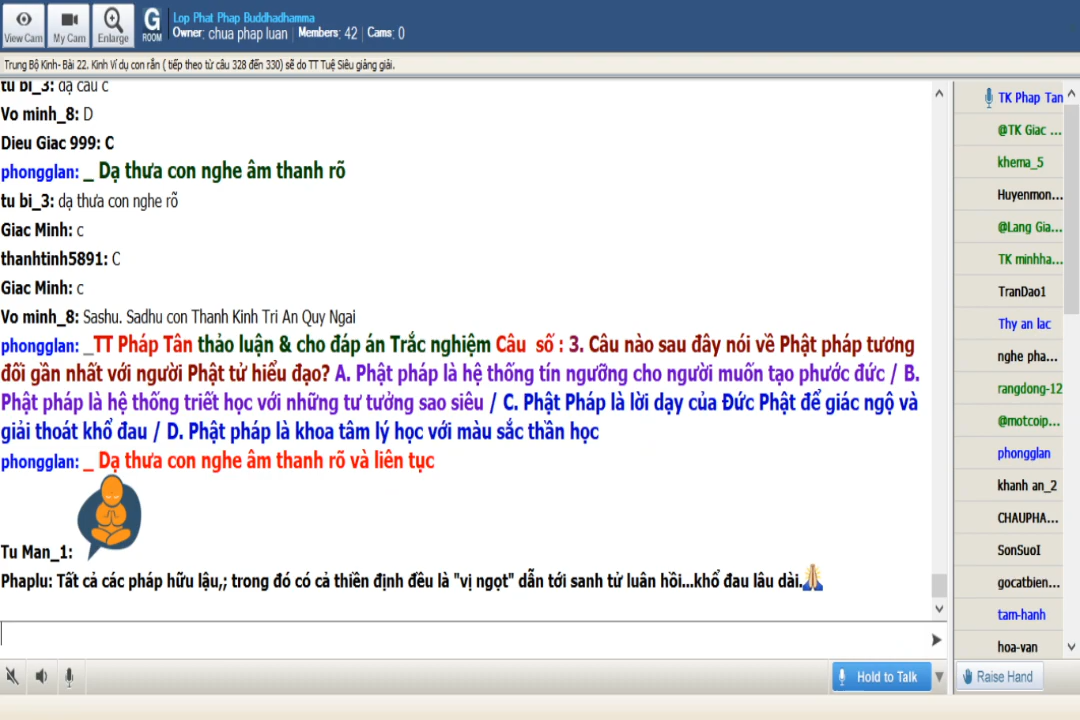 View Cam
My Cam
Enlarge
G
ROOM
Lop Phat Phap Buddhadhamma
Owner: chua phap luan | Members: 42 | Cams: 0
Trung Bộ Kinh- Bài 22. Kinh Ví dụ con rắn ( tiếp theo từ câu 328 đến 330) sẽ do TT Tuệ Siêu giảng giải.
tu bi_3: dạ câu c
Vo minh_8: D
Dieu Giac 999: C
phongglan: _ Dạ thưa con nghe âm thanh rõ
tu bi_3: dạ thưa con nghe rõ
Giac Minh: c
thanhtinh5891: C
Giac Minh: c
Vo minh_8: Sashu. Sadhu con Thanh Kinh Tri An Quy Ngai
phongglan: _TT Pháp Tân thảo luận & cho đáp án Trắc nghiệm Câu số : 3. Câu nào sau đây nói về Phật pháp tương
đối gần nhất với người Phật tử hiểu đạo? A. Phật pháp là hệ thống tín ngưỡng cho người muốn tạo phước đức / B.
Phật pháp là hệ thống triết học với những tư tưởng sao siêu / C. Phật Pháp là lời dạy của Đức Phật để giác ngộ và
giải thoát khổ đau / D. Phật pháp là khoa tâm lý học với màu sắc thần học
phongglan: _ Dạ thưa con nghe âm thanh rõ và liên tục
Tu Man_1:
Phaplu: Tất cả các pháp hữu lậu,; trong đó có cả thiền định đều là "vị ngọt" dẫn tới sanh tử luân hồi...khổ đau lâu dài.
TK Phap Tan
@TK Giac ...
khema_5
Huyenmon...
@Lang Gia...
TK minhha...
TranDao1
Thy an lac
nghe pha...
rangdong-12
@motcoip...
phongglan
khanh an_2
CHAUPHA...
SonSuoI
gocatbien...
tam-hanh
hoa-van
Hold to Talk
Raise Hand